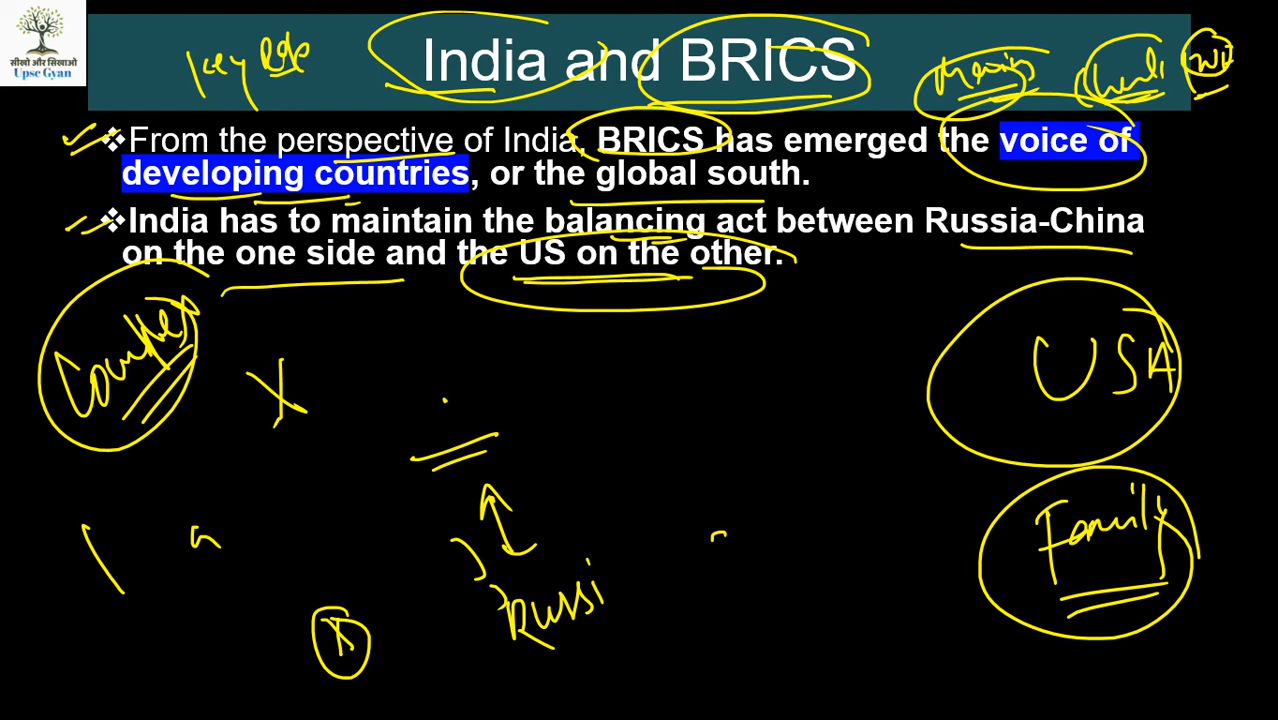 सीखो और सिखाओ
Upsc Gyan
key Role
India and BRICS
❖From the perspective of India, BRICS has emerged the voice of
developing countries, or the global south.
❖India has to maintain the balancing act between Russia-China
on the one side and the US on the other.
Complex
X
USA
Family
Russi